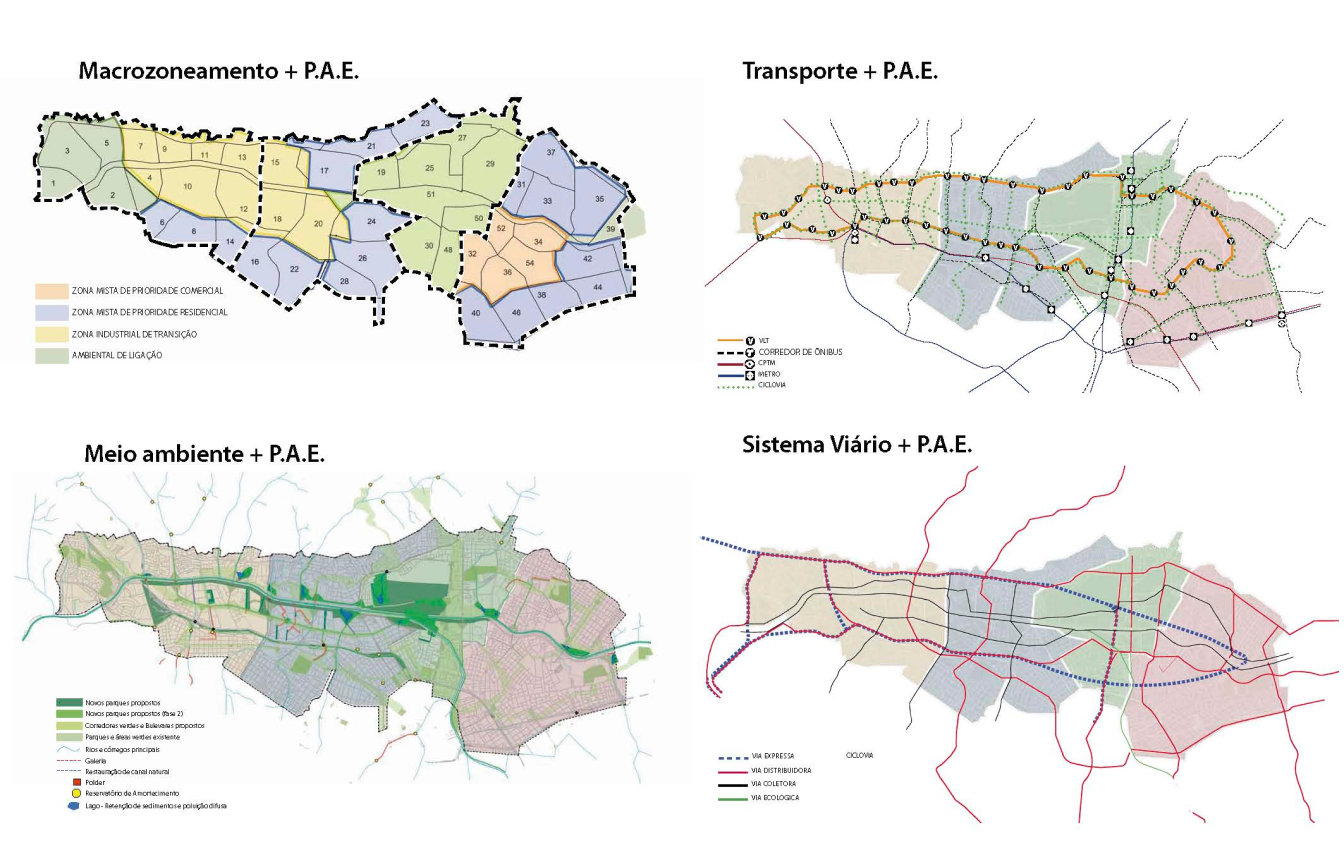 Macrozoneamento + P.A.E.
23
27
21
5
3
7
9
11
13
15
17
19
25
29
37
1
2
4
10
12
51
31
33
35
6
8
14
18
20
24
50
52
34
39
16
22
26
28
30
48
32
36
54
42
38
44
40
46
ZONA MISTA DE PRIORIDADE COMERCIAL
ZONA MISTA DE PRIORIDADE RESIDENCIAL
ZONA INDUSTRIAL DE TRANSIÇÃO
AMBIENTAL DE LIGAÇÃO
Transporte + P.A.E.
VLT
CORREDOR DE ÔNIBUS
CPTM
METRO
CICLOVIA
Meio ambiente + P.A.E.
Novos parques propostos
Novos parques propostos (fase 2)
Corredores verdes e Bulevares propostos
Parques e áreas verdes existente
Rios e córregos principais
Galeria
Restauração de canal natural
Polder
Reservatório de Amortecimento
Lago - Retenção de sedimento se poluição difusa
Sistema Viário + P.A.E.
VIA EXPRESSA
CICLOVIA
VIA DISTRIBUIDORA
VIA COLETORA
VIA ECOLOGICA